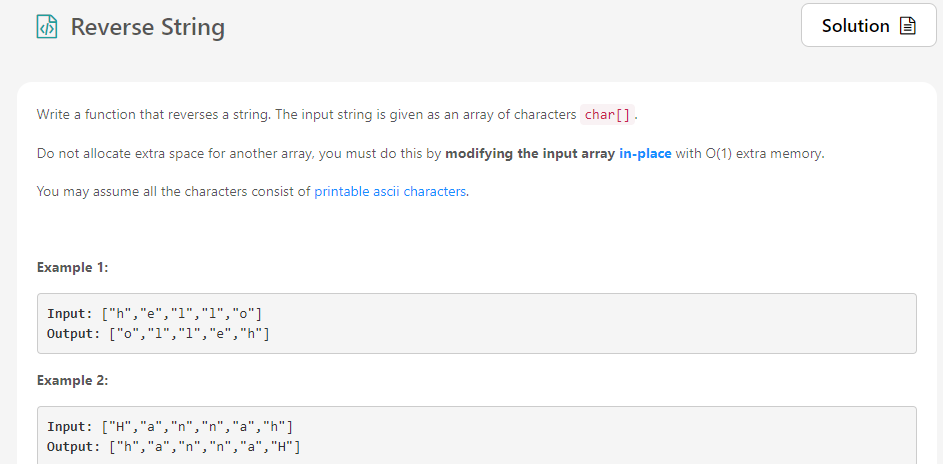 Reverse String
Solution
Write a function that reverses a string. The input string is given as an array of characters char[].
Do not allocate extra space for another array, you must do this by modifying the input array in-place with O(1) extra memory.
You may assume all the characters consist of printable ascii characters.
Example 1:
Input: ["h","e","l","l","o"]
Output: ["o","l","l","e","h"]
Example 2:
Input: ["H","a","n","n","a","h"]
Output: ["h","a","n","n","a","H"]